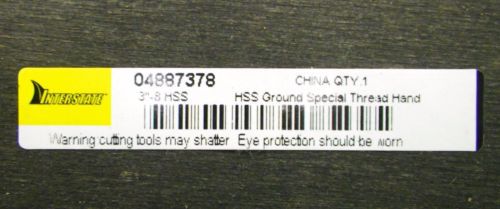 INTERSTATE
04887378 CHINA QTY.1
3"-8 HSS HSS Ground Special Thread Hand
Warning cutting tools may shatter Eye protection should be worn